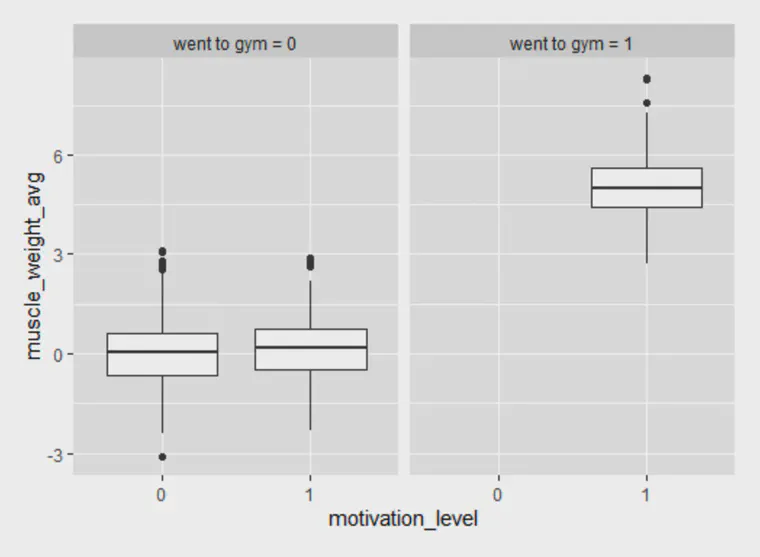 went to gym = 0
went to gym = 1
muscle_weight_avg
6
3
0
-3
0
1
0
1
motivation_level